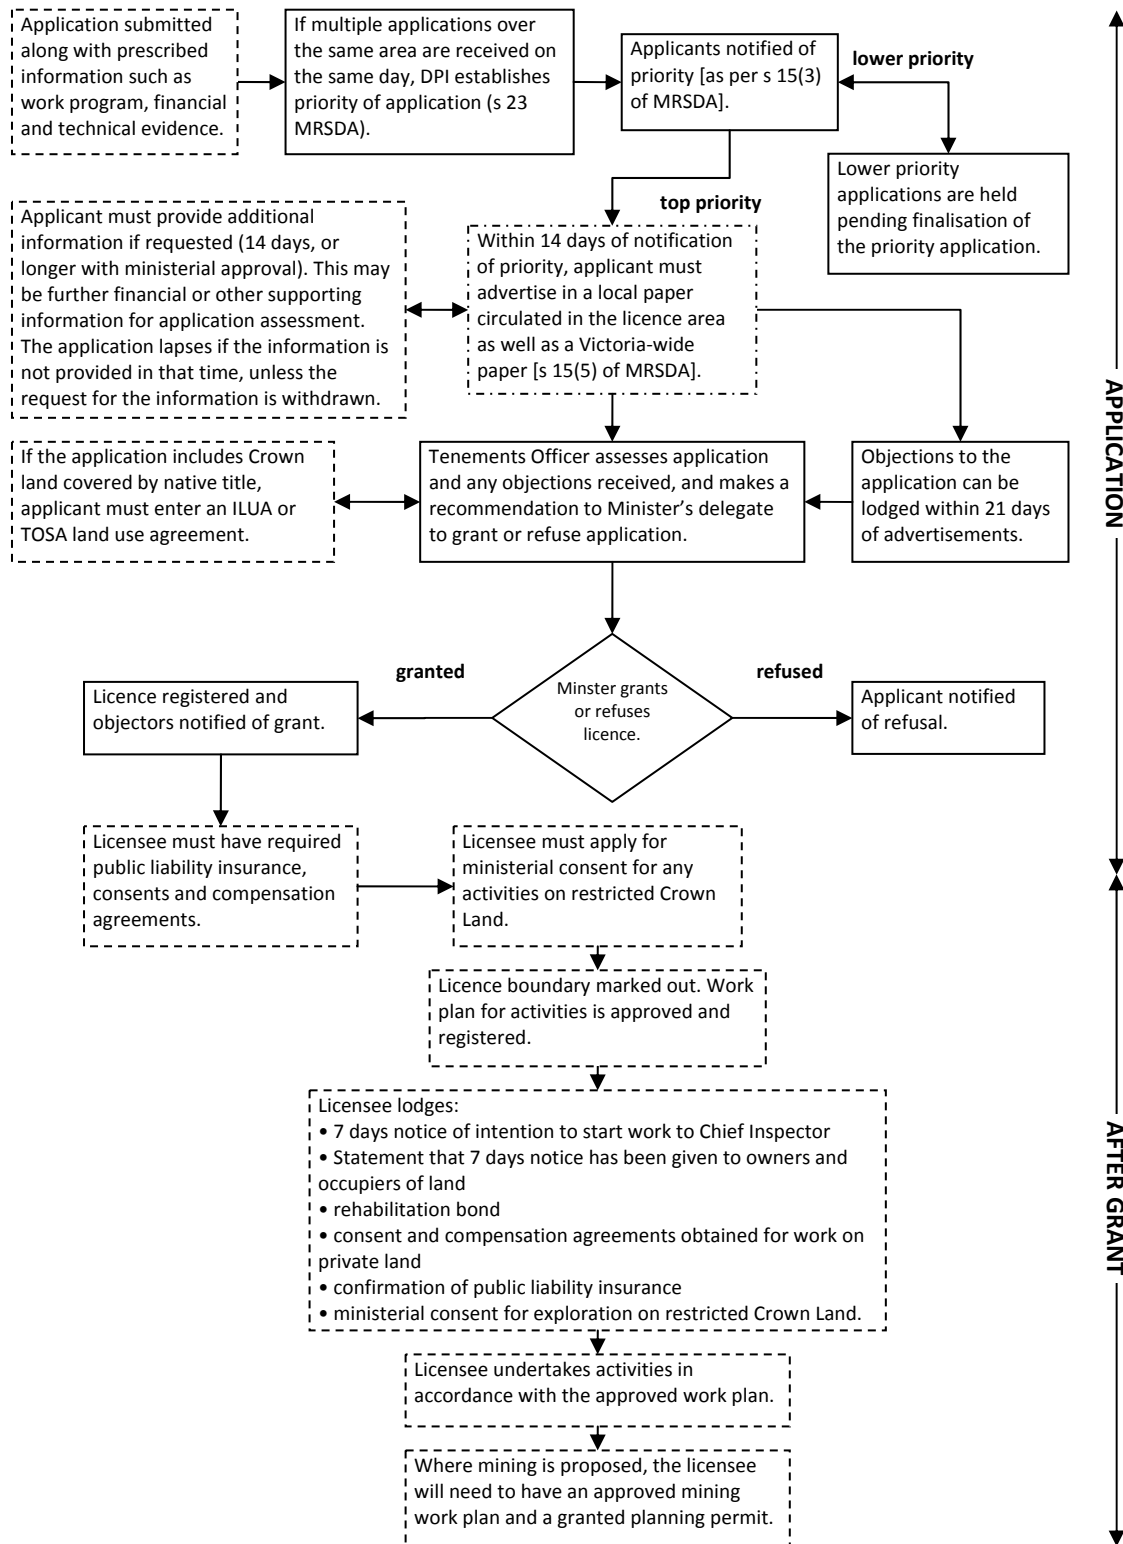 Application submitted
along with prescribed
information such as
work program, financial
and technical evidence.
If multiple applications over
the same area are received on
the same day, DPI establishes
priority of application (s 23
MRSDA).
Applicants notified of
priority [as per s 15(3)
of MRSDA].
lower priority
Lower priority
applications are held
pending finalisation of
the priority application.
top priority
Applicant must provide additional
information if requested (14 days, or
longer with ministerial approval). This may
be further financial or other supporting
information for application assessment.
The application lapses if the information is
not provided in that time, unless the
request for the information is withdrawn.
Within 14 days of notification
of priority, applicant must
advertise in a local paper
circulated in the licence area
as well as a Victoria-wide
paper [s 15(5) of MRSDA].
If the application includes Crown
land covered by native title,
applicant must enter an ILUA or
TOSA land use agreement.
Tenements Officer assesses application
and any objections received, and makes a
recommendation to Minister’s delegate
to grant or refuse application.
Objections to the
application can be
lodged within 21 days
of advertisements.
APPLICATION
granted
Minster grants
or refuses
licence.
refused
Licence registered and
objectors notified of grant.
Applicant notified
of refusal.
Licensee must have required
public liability insurance,
consents and compensation
agreements.
Licensee must apply for
ministerial consent for any
activities on restricted Crown
Land.
Licence boundary marked out. Work
plan for activities is approved and
registered.
Licensee lodges:
• 7 days notice of intention to start work to Chief Inspector
• Statement that 7 days notice has been given to owners and
occupiers of land
• rehabilitation bond
• consent and compensation agreements obtained for work on
private land
• confirmation of public liability insurance
• ministerial consent for exploration on restricted Crown Land.
AFTER GRANT
Licensee undertakes activities in
accordance with the approved work plan.
Where mining is proposed, the licensee
will need to have an approved mining
work plan and a granted planning permit.